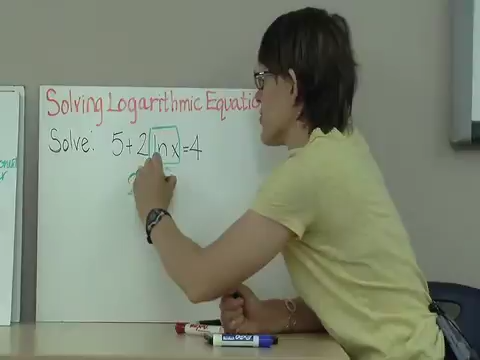 Solving Logarithmic Equatio
Solve: 5+2 ln x = 4